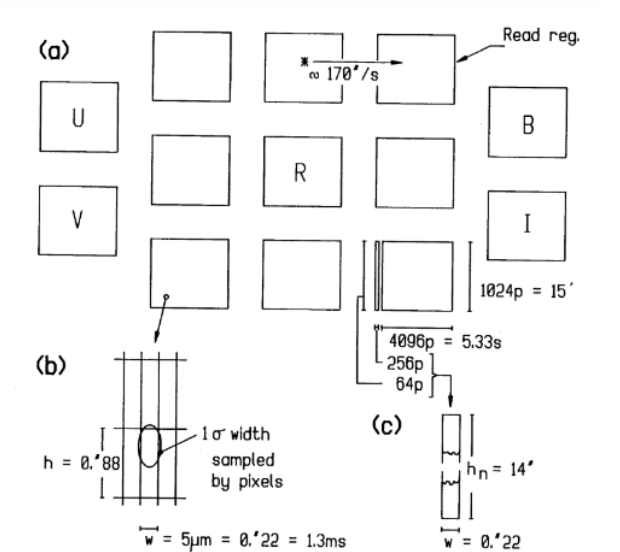 (a)
Read reg.
* ∞ 170"/s
U
B
R
V
I
1024p = 15'
4096p = 5.33s
256p
64p
(b)
(c)
1σ width
sampled
by pixels
h = 0."88
hn = 14"
w = 5μm = 0."22 = 1.3ms
w = 0."22